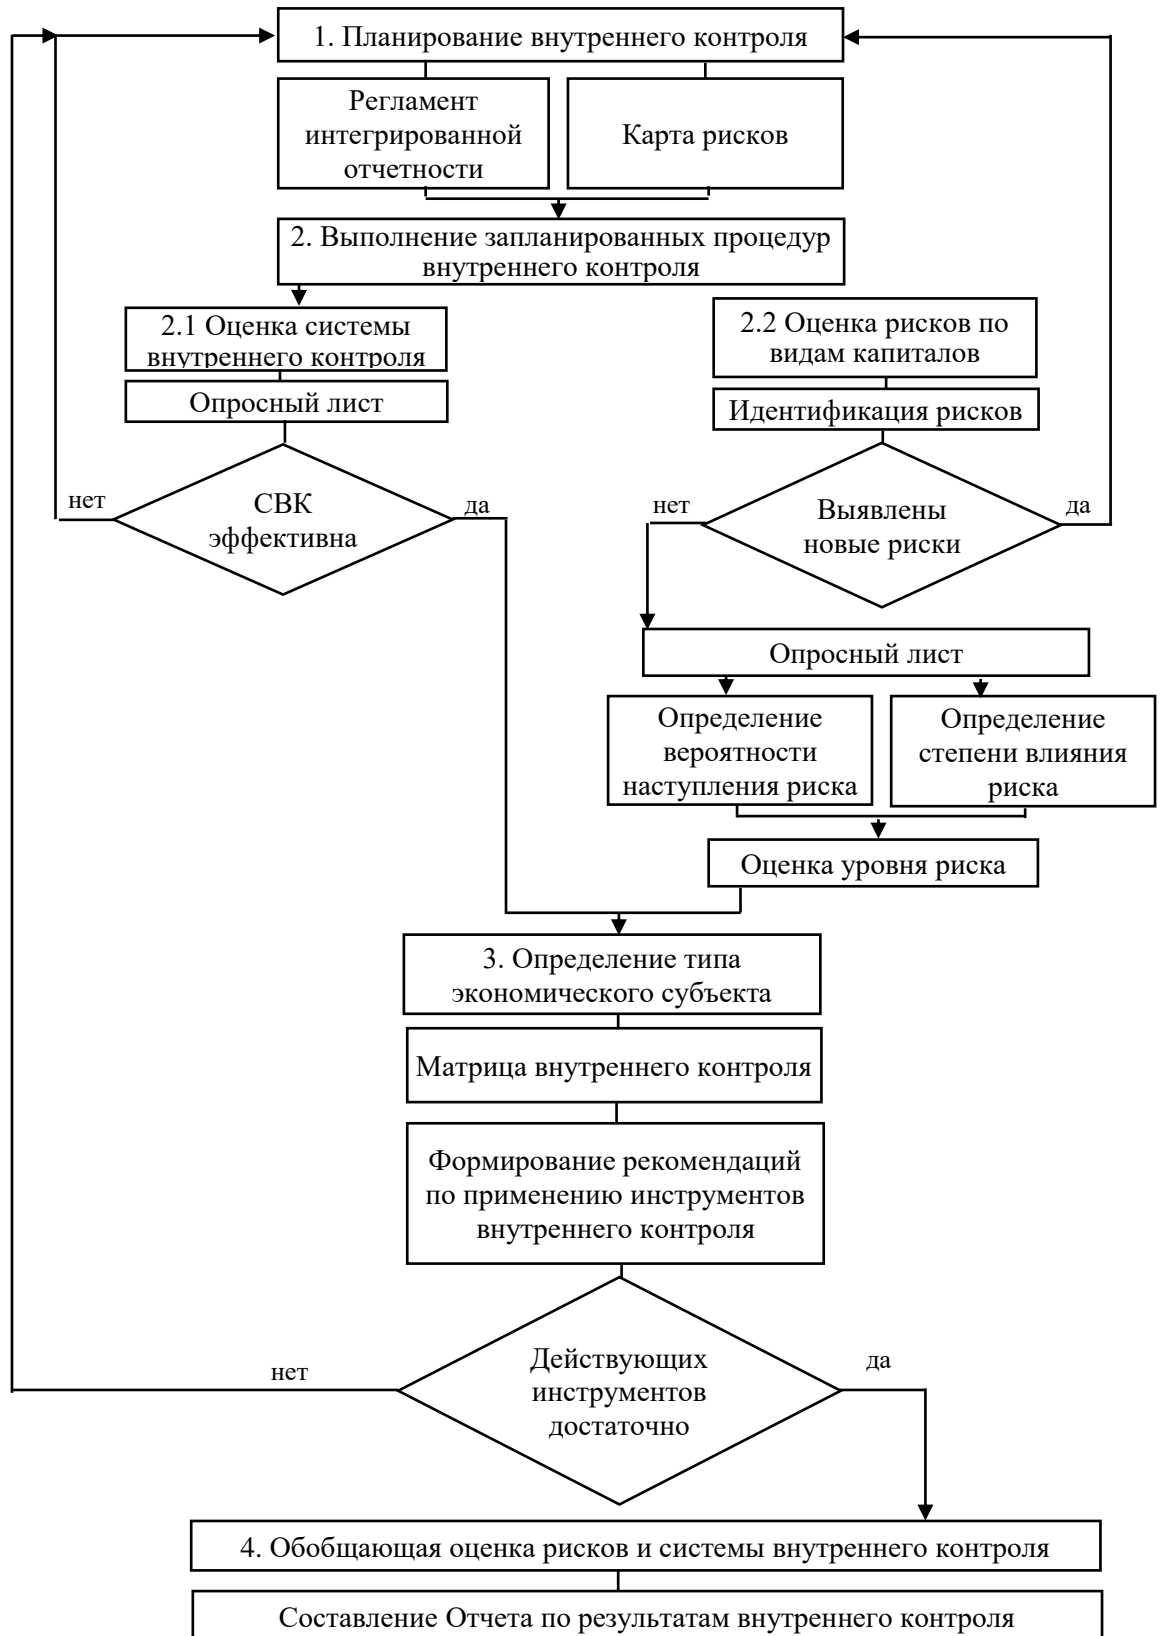 1. Планирование внутреннего контроля
Регламент
интегрированной
отчетности
Карта рисков
2. Выполнение запланированных процедур
внутреннего контроля
2.1 Оценка системы
внутреннего контроля
Опросный лист
нет
СВК
эффективна
да
2.2 Оценка рисков по
видам капиталов
Идентификация рисков
нет
Выявлены
новые риски
да
Опросный лист
Определение
вероятности
наступления риска
Определение
степени влияния
риска
Оценка уровня риска
3. Определение типа
экономического субъекта
Матрица внутреннего контроля
Формирование рекомендаций
по применению инструментов
внутреннего контроля
нет
Действующих
инструментов
достаточно
да
4. Обобщающая оценка рисков и системы внутреннего контроля
Составление Отчета по результатам внутреннего контроля